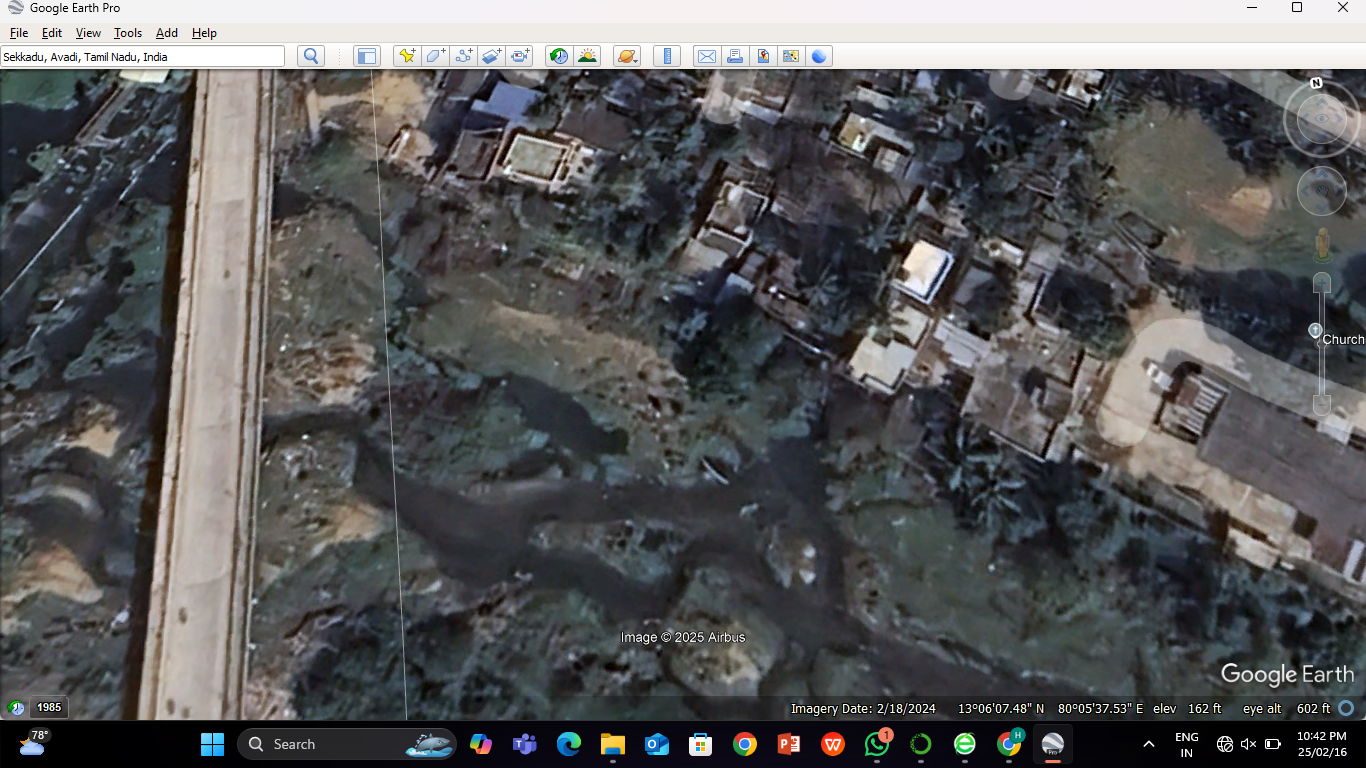 Google Earth Pro
File Edit View Tools Add Help
Sekkadu, Avadi, Tamil Nadu, India
N
Church
Image © 2025 Airbus
Google Earth
1985
Imagery Date: 2/18/2024 13°06'07.48" N 80°05'37.53" E elev 162 ft eye alt 602 ft
78°
Search
1
H
Pro
ENG
IN
10:42 PM
25/02/16